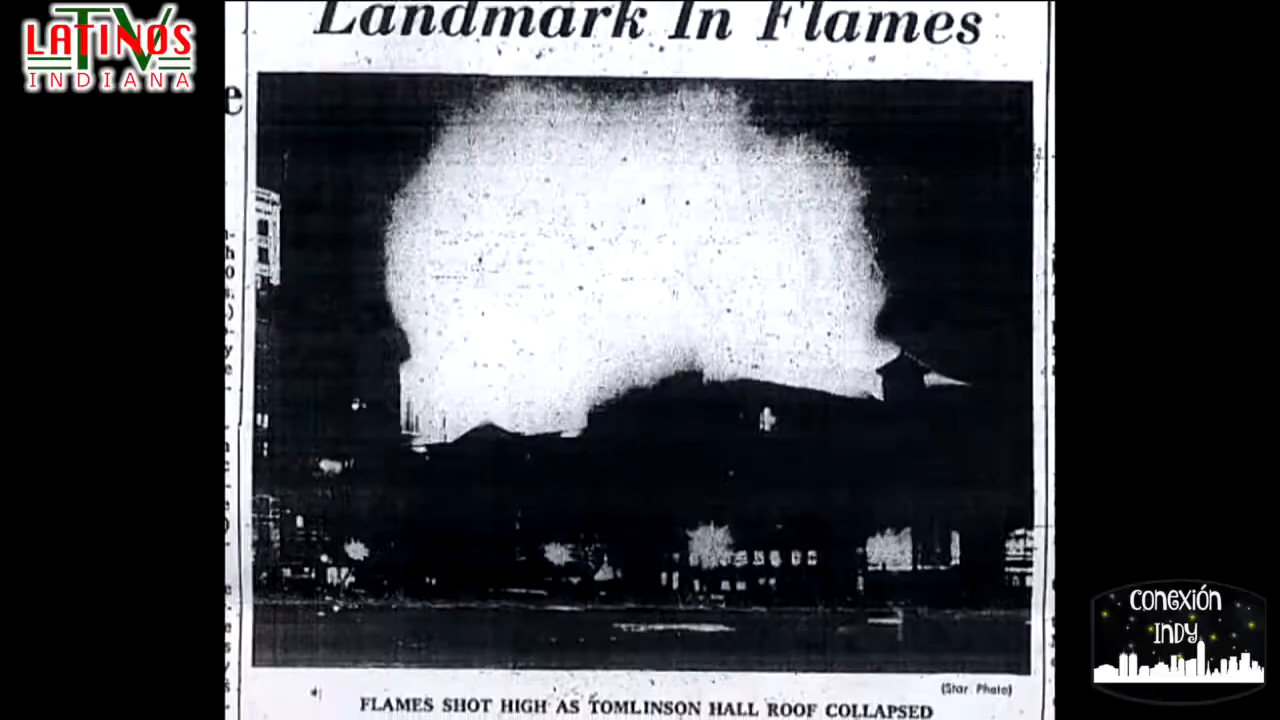 LATINOS
TV
INDIANA
Landmark In Flames
(Star Photo)
FLAMES SHOT HIGH AS TOMLINSON HALL ROOF COLLAPSED
Conexión
Indy